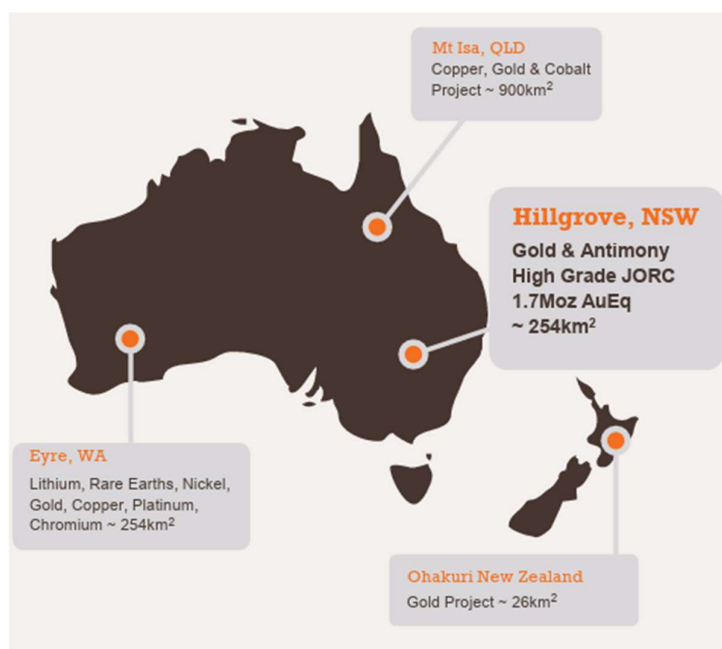 Mt Isa, QLD
Copper, Gold & Cobalt
Project ~ 900km²
Hillgrove, NSW
Gold & Antimony
High Grade JORC
1.7Moz AuEq
~ 254km²
Eyre, WA
Lithium, Rare Earths, Nickel,
Gold, Copper, Platinum,
Chromium ~ 254km²
Ohakuri New Zealand
Gold Project ~ 26km²